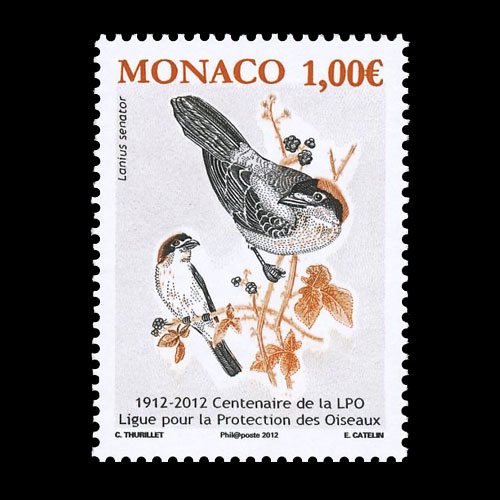 MONACO 1,00€
Lanius senator
1912-2012 Centenaire de la LPO
Ligue pour la Protection des Oiseaux
C. THURILLET Phil@poste 2012 E. CATELIN